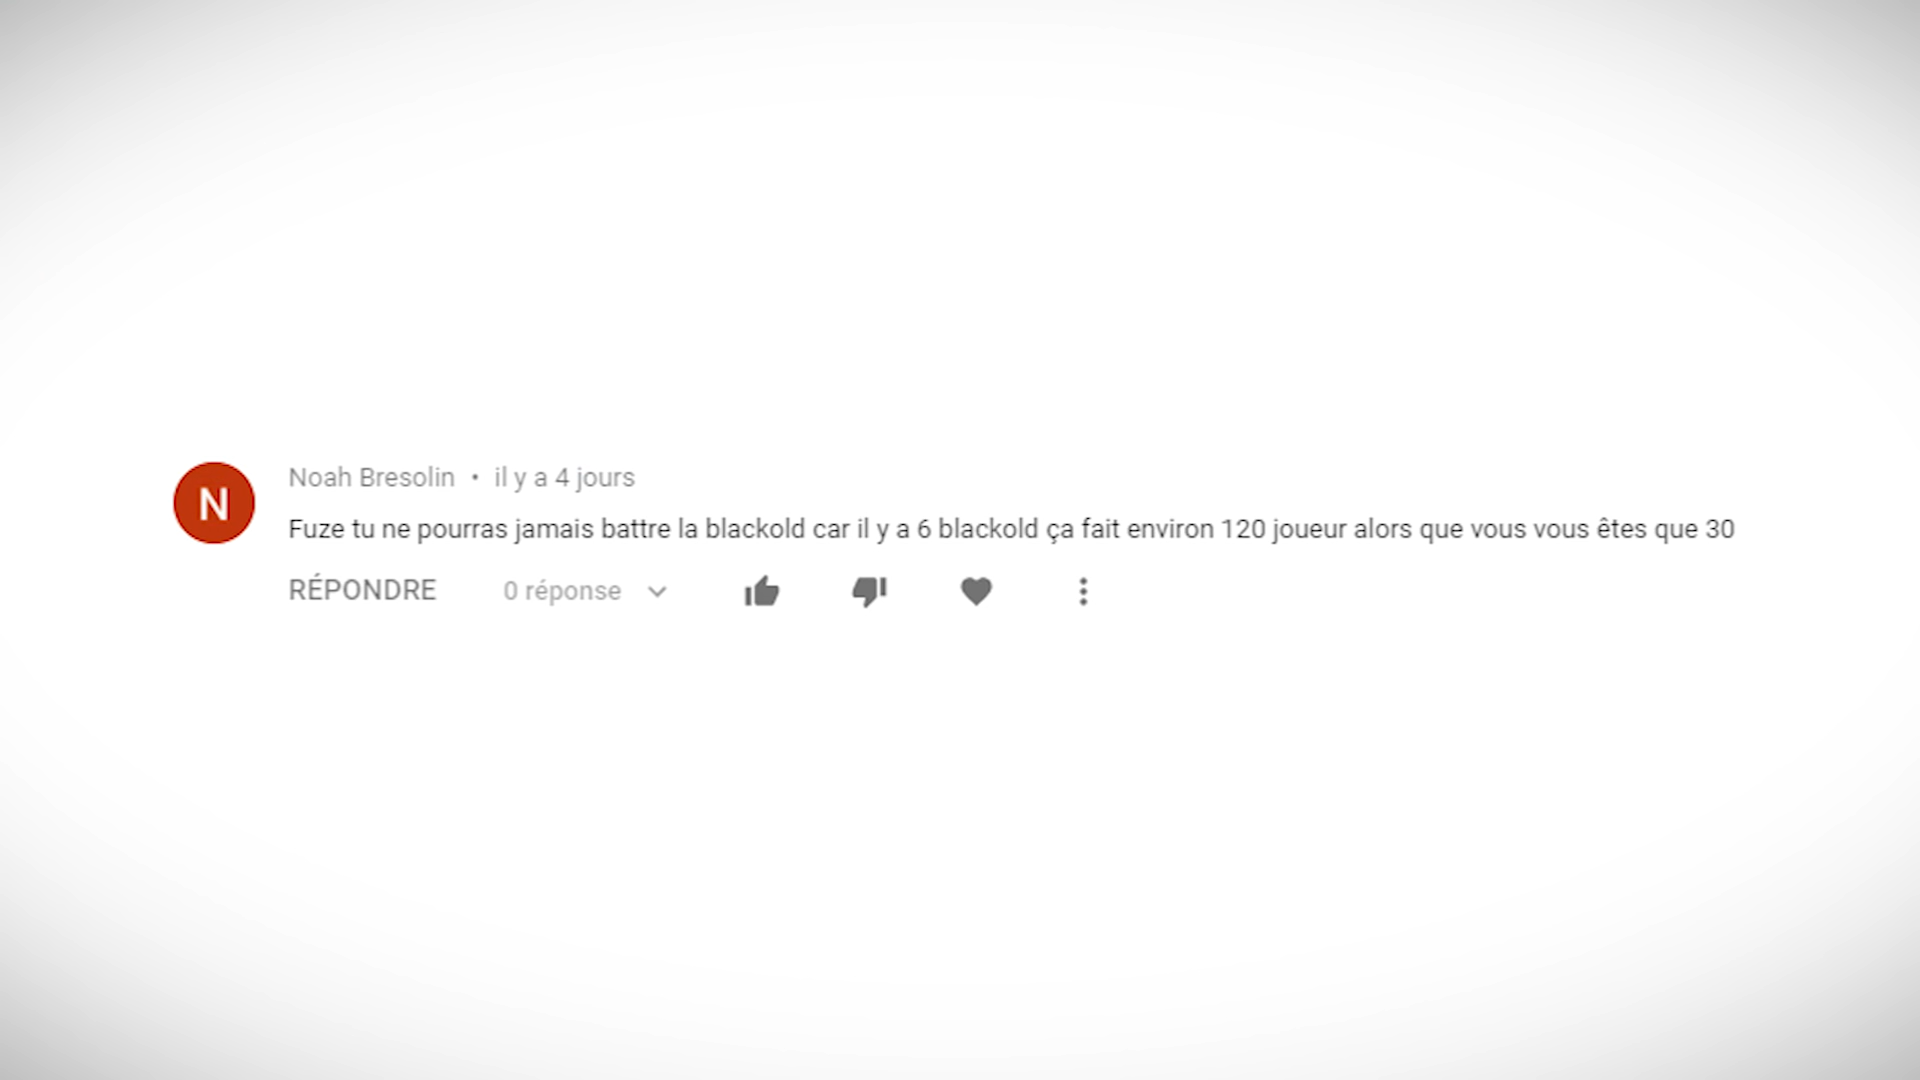 N
Noah Bresolin • il y a 4 jours
Fuze tu ne pourras jamais battre la blackold car il y a 6 blackold ça fait environ 120 joueur alors que vous vous êtes que 30
RÉPONDRE 0 réponse